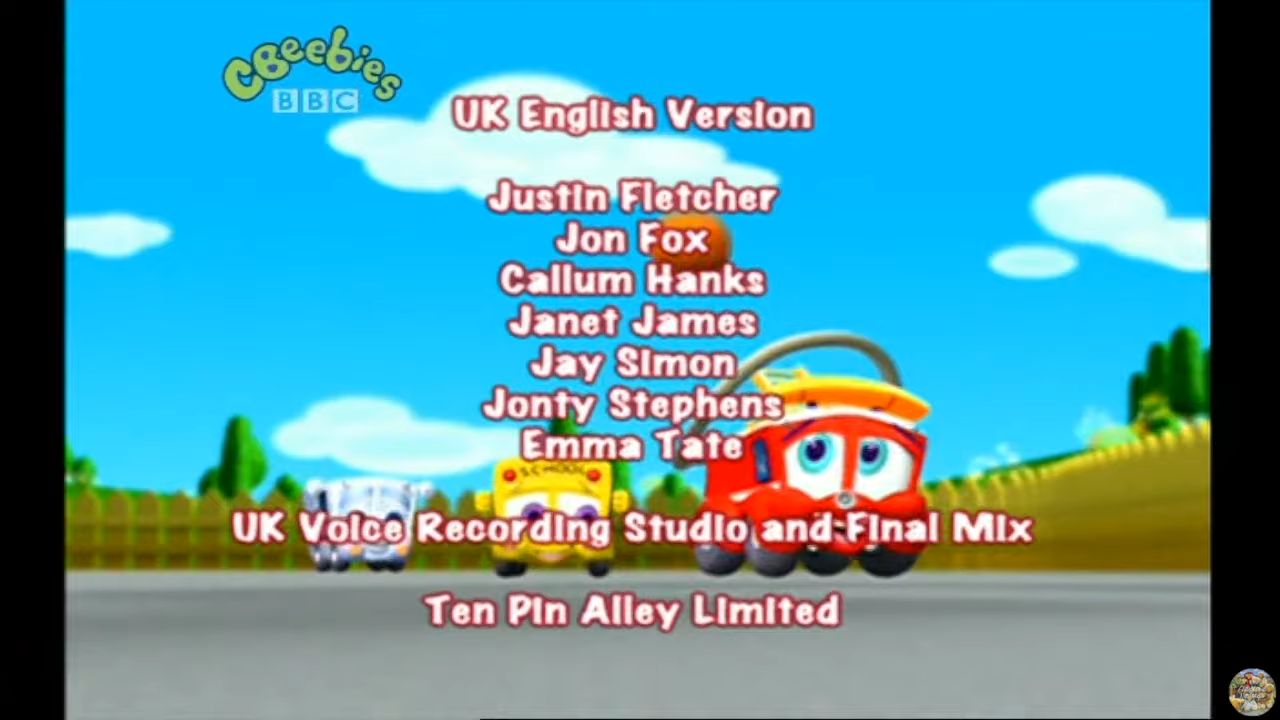 CBeebies
BBC
UK English Version
Justin Fletcher
Jon Fox
Callum Hanks
Janet James
Jay Simon
Jonty Stephens
Emma Tate
SCHOOL
UK Voice Recording Studio and Final Mix
Ten Pin Alley Limited